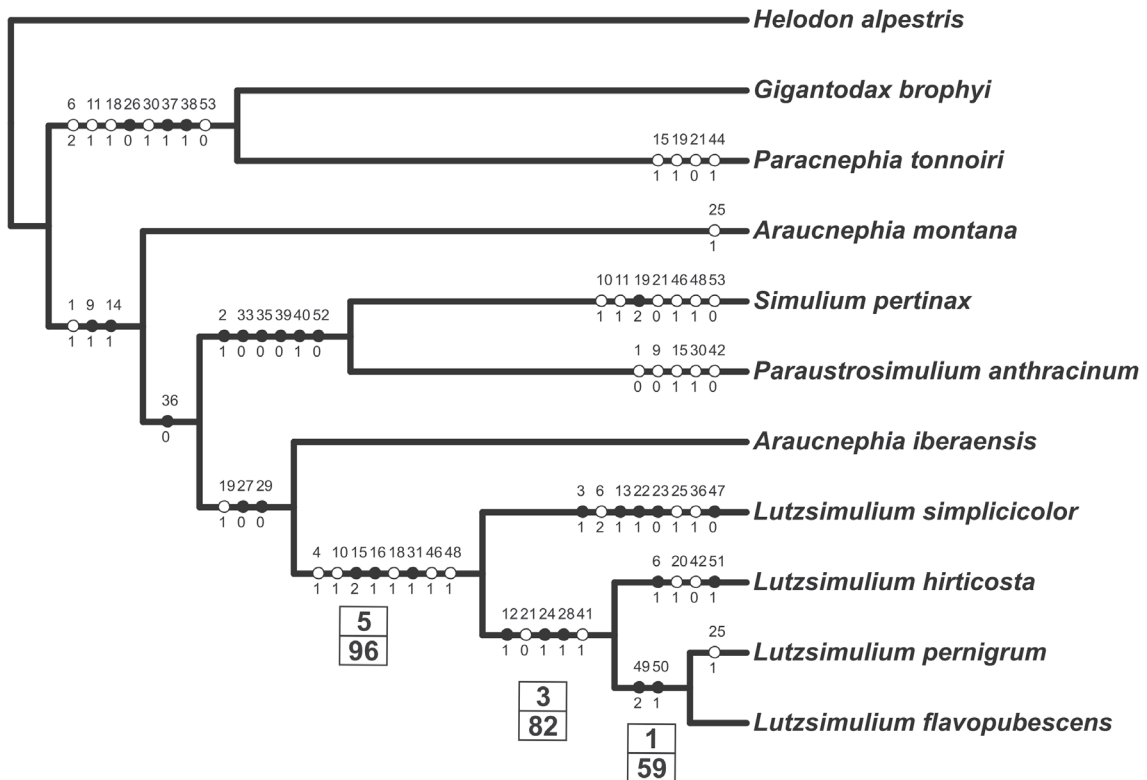 Helodon alpestris
Gigantodax brophyi
6 11 18 26 30 37 38 53
2 1 1 0 1 1 1 0
15 19 21 44
Paracnephia tonnoiri
1 1 0 1
25
Araucnephia montana
1
10 11 19 21 46 48 53
Simulium pertinax
1 1 2 0 1 1 0
1 9 14
1 1 1
2 33 35 39 40 52
1 0 0 0 1 0
1 9 15 30 42
Paraustrosimulium anthracinum
0 0 1 1 0
36
0
Araucnephia iberaensis
19 27 29
1 0 0
3 6 13 22 23 25 36 47
Lutzsimulium simplicicolor
1 2 1 1 0 1 1 0
4 10 15 16 18 31 46 48
1 1 2 1 1 1 1 1
6 20 42 51
Lutzsimulium hirticosta
1 1 0 1
5
96
12 21 24 28 41
1 0 1 1 1
25
Lutzsimulium pernigrum
1
49 50
2 1
3
82
Lutzsimulium flavopubescens
1
59